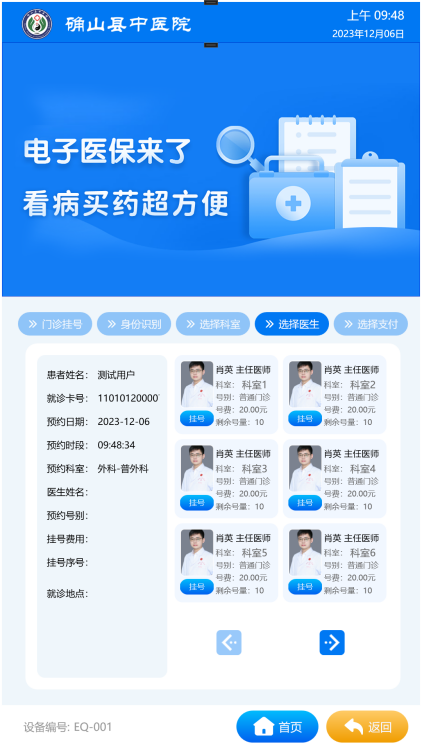 确山县中医院
上午 09:48
2023年12月06日
电子医保来了
看病买药超方便
门诊挂号
身份识别
选择科室
选择医生
选择支付
患者姓名： 测试用户
就诊卡号： 11010120000
预约日期： 2023-12-06
预约时段： 09:48:34
预约科室： 外科-普外科
医生姓名：
预约号别：
挂号费用：
挂号序号：
就诊地点：
肖英 主任医师
科室： 科室1
号别：普通门诊
号费：20.00元
剩余号量：10
挂号
肖英 主任医师
科室： 科室2
号别：普通门诊
号费：20.00元
剩余号量：10
挂号
肖英 主任医师
科室： 科室3
号别：普通门诊
号费：20.00元
剩余号量：10
挂号
肖英 主任医师
科室： 科室4
号别：普通门诊
号费：20.00元
剩余号量：10
挂号
肖英 主任医师
科室： 科室5
号别：普通门诊
号费：20.00元
剩余号量：10
挂号
肖英 主任医师
科室： 科室6
号别：普通门诊
号费：20.00元
剩余号量：10
挂号
设备编号: EQ-001
首页
返回